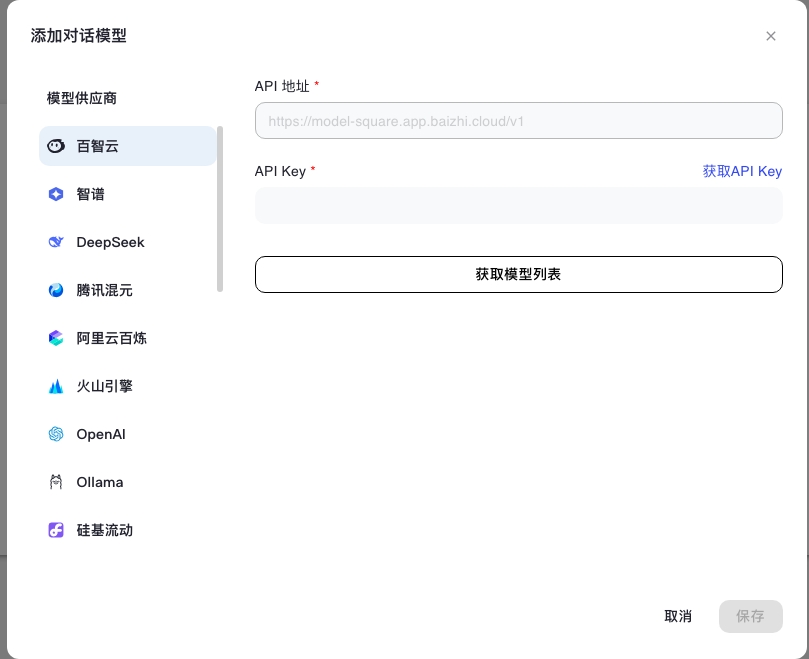 添加对话模型
模型供应商
百智云
智谱
DeepSeek
腾讯混元
阿里云百炼
火山引擎
OpenAI
Ollama
硅基流动
API 地址 *
https://model-square.app.baizhi.cloud/v1
API Key *
获取API Key
获取模型列表
取消
保存